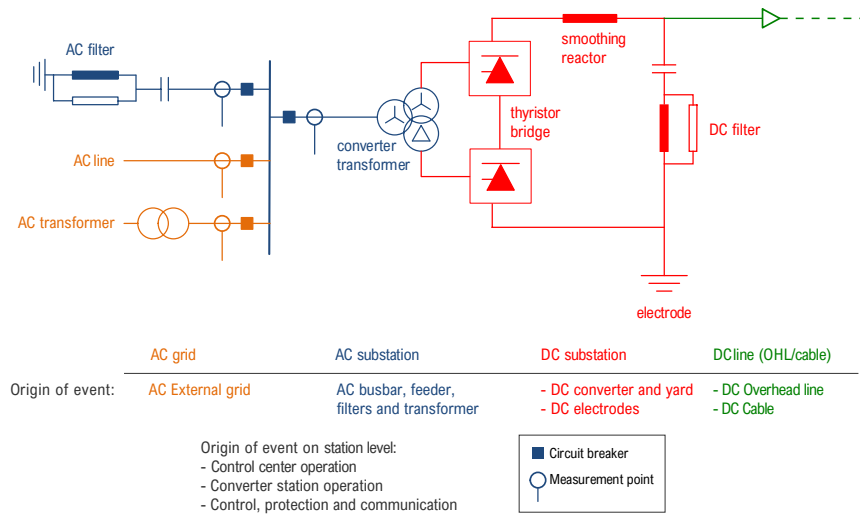 AC filter
smoothing
reactor
thyristor
bridge
DC filter
AC line
converter
transformer
AC transformer
electrode
AC grid
AC substation
DC substation
DC line (OHL/cable)
Origin of event:
AC External grid
AC busbar, feeder,
filters and transformer
- DC converter and yard
- DC electrodes
- DC Overhead line
- DC Cable
Origin of event on station level:
- Control center operation
- Converter station operation
- Control, protection and communication
Circuit breaker
Measurement point